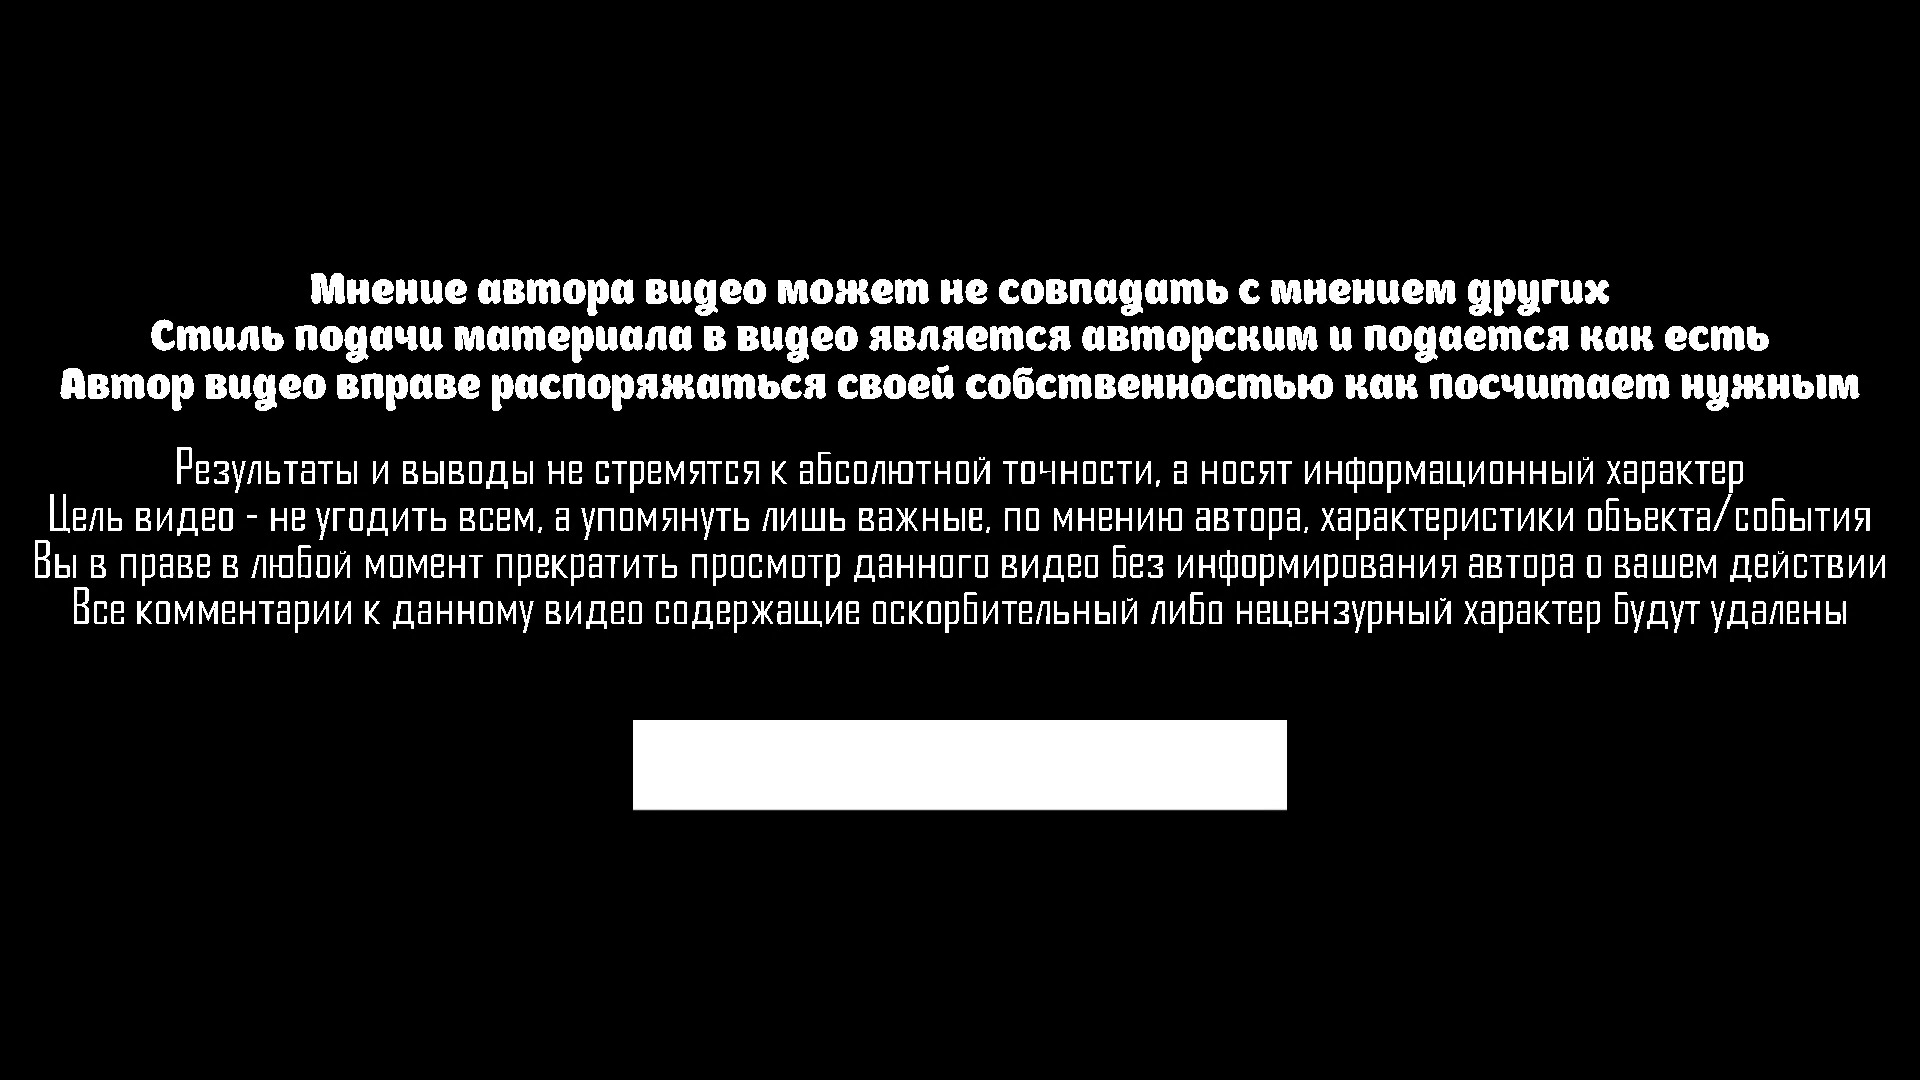 Мнение автора видео может не совпадать с мнением других
Стиль подачи материала в видео является авторским и подается как есть
Автор видео вправе распоряжаться своей собственностью как посчитает нужным
Результаты и выводы не стремятся к абсолютной точности, а носят информационный характер
Цель видео - не угодить всем, а упомянуть лишь важные, по мнению автора, характеристики объекта/события
Вы в праве в любой момент прекратить просмотр данного видео без информирования автора о вашем действии
Все комментарии к данному видео содержащие оскорбительный либо нецензурный характер будут удалены